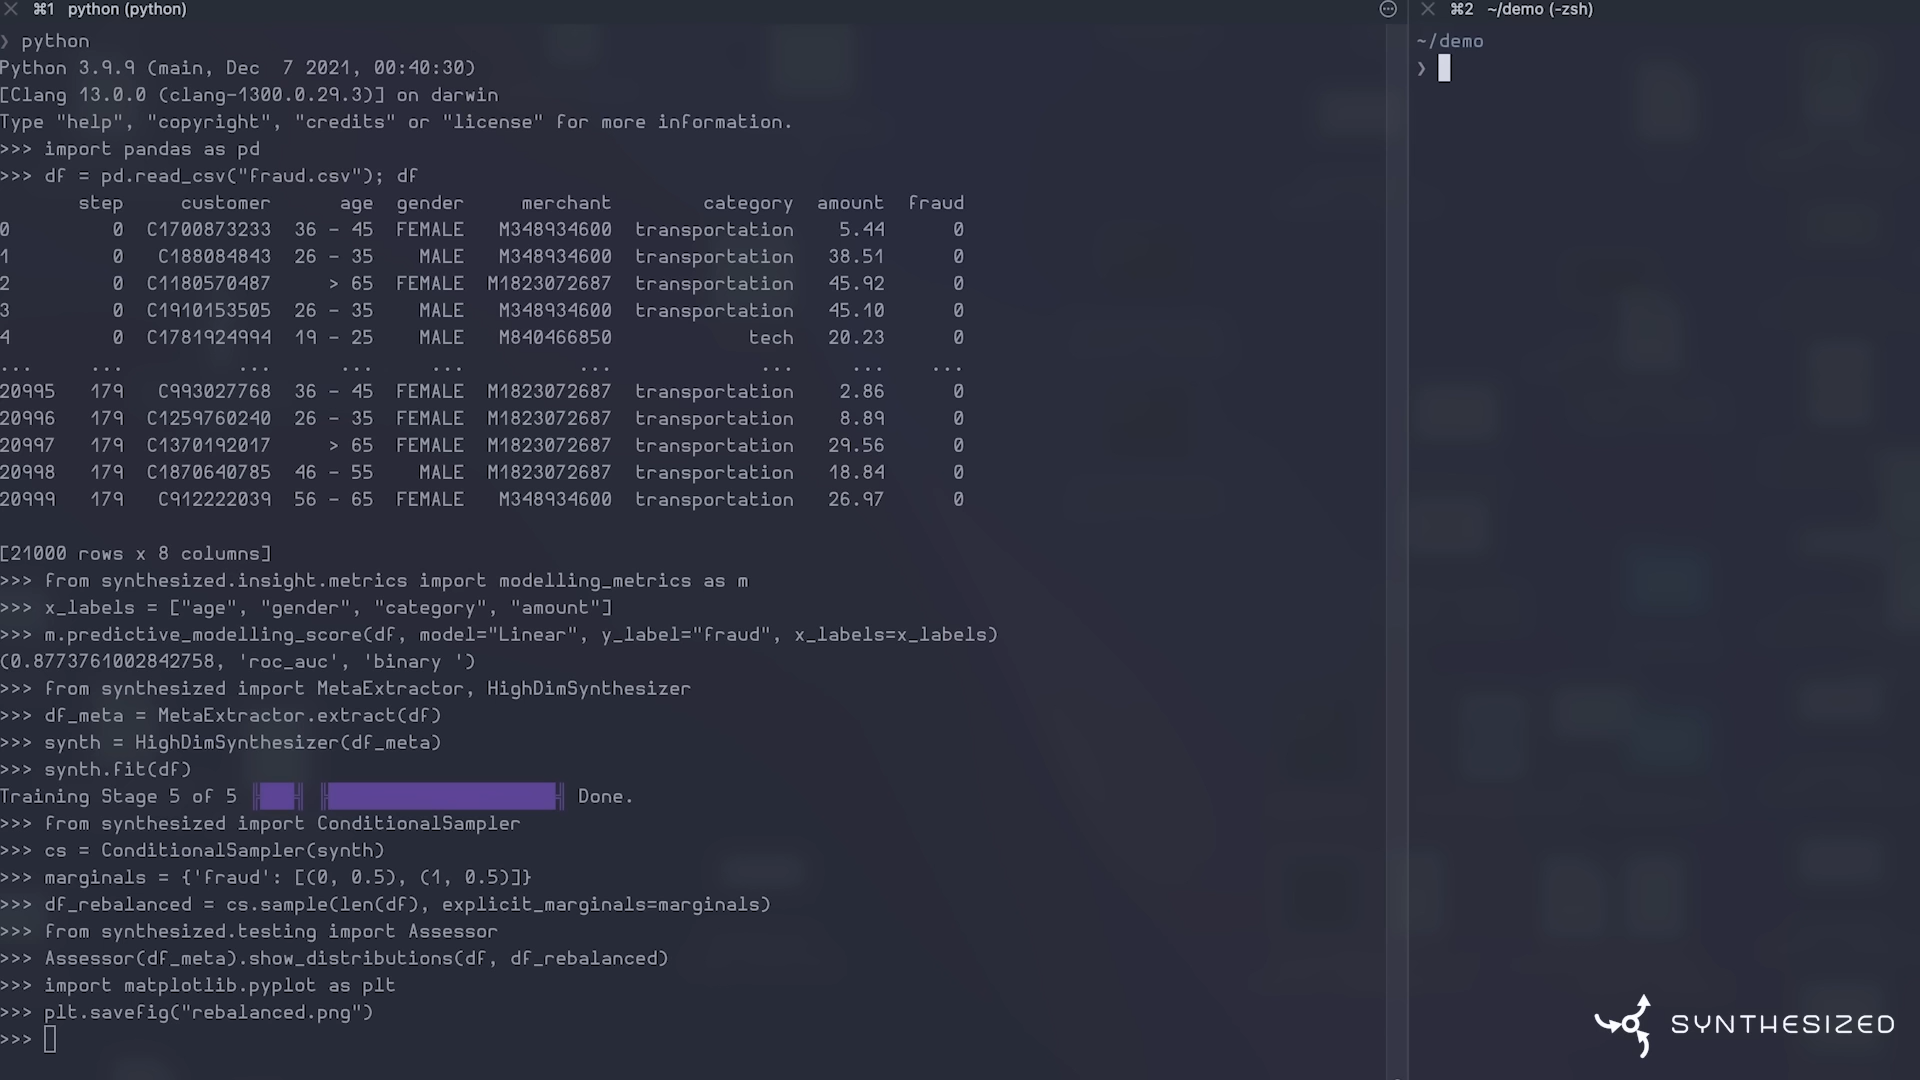 ⌘1 python (python)
❯ python
Python 3.9.9 (main, Dec  7 2021, 00:40:30)
[Clang 13.0.0 (clang-1300.0.29.3)] on darwin
Type "help", "copyright", "credits" or "license" for more information.
>>> import pandas as pd
>>> df = pd.read_csv("fraud.csv"); df
step customer age gender merchant category amount fraud
0 0 C1700873233 36 - 45 FEMALE M348934600 transportation 5.44 0
1 0 C188084843 26 - 35 MALE M348934600 transportation 38.51 0
2 0 C1180570487 > 65 FEMALE M1823072687 transportation 45.92 0
3 0 C1910153505 26 - 35 MALE M348934600 transportation 45.10 0
4 0 C1781924994 19 - 25 MALE M840466850 tech 20.23 0
... ... ... ... ... ... ... ... ...
20995 179 C993027768 36 - 45 FEMALE M1823072687 transportation 2.86 0
20996 179 C1259760240 26 - 35 FEMALE M1823072687 transportation 8.89 0
20997 179 C1370192017 > 65 FEMALE M1823072687 transportation 29.56 0
20998 179 C1870640785 46 - 55 MALE M1823072687 transportation 18.84 0
20999 179 C912222039 56 - 65 FEMALE M348934600 transportation 26.97 0
[21000 rows x 8 columns]
>>> from synthesized.insight.metrics import modelling_metrics as m
>>> x_labels = ["age", "gender", "category", "amount"]
>>> m.predictive_modelling_score(df, model="Linear", y_label="fraud", x_labels=x_labels)
(0.8773761002842758, 'roc_auc', 'binary ')
>>> from synthesized import MetaExtractor, HighDimSynthesizer
>>> df_meta = MetaExtractor.extract(df)
>>> synth = HighDimSynthesizer(df_meta)
>>> synth.fit(df)
Training Stage 5 of 5 Done.
>>> from synthesized import ConditionalSampler
>>> cs = ConditionalSampler(synth)
>>> marginals = {'fraud': [(0, 0.5), (1, 0.5)]}
>>> df_rebalanced = cs.sample(len(df), explicit_marginals=marginals)
>>> from synthesized.testing import Assessor
>>> Assessor(df_meta).show_distributions(df, df_rebalanced)
>>> import matplotlib.pyplot as plt
>>> plt.savefig("rebalanced.png")
>>>
⌘2 ~/demo (-zsh)
~/demo
❯
SYNTHESIZED